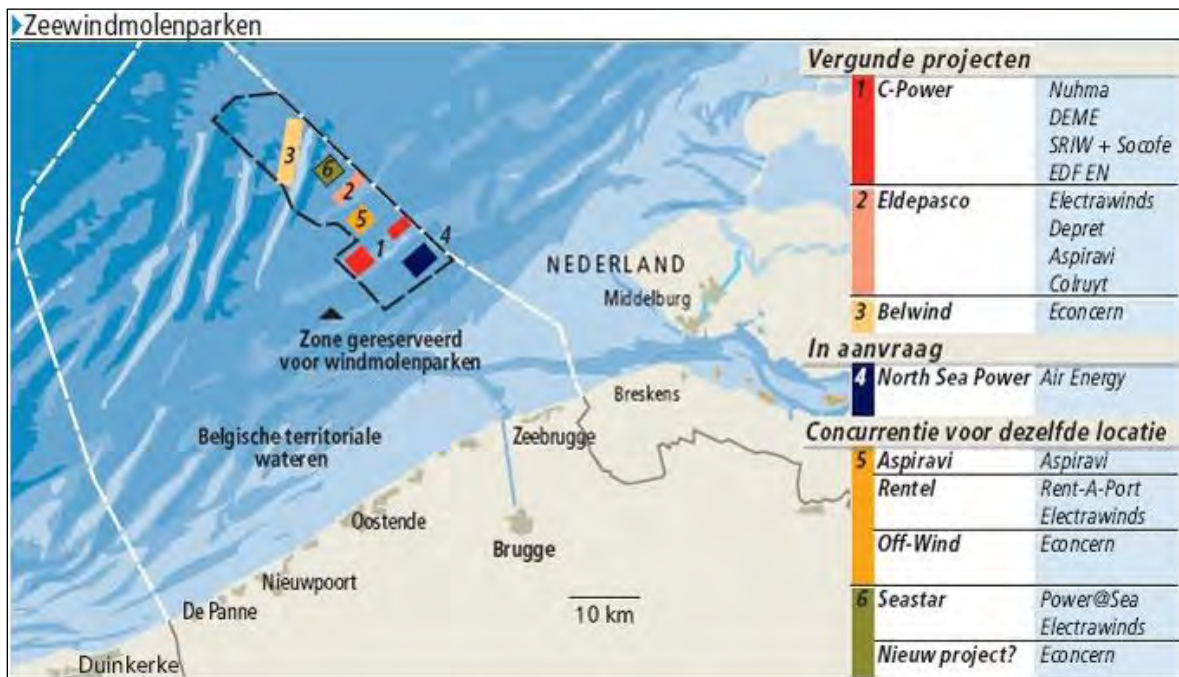 Zeewindmolenparken
3
6
2
5
1
4
NEDERLAND
Middelburg
Zone gereserveerd
voor windmolenparken
Breskens
Belgische territoriale
wateren
Zeebrugge
Oostende
Brugge
Nieuwpoort
10 km
De Panne
Duinkerke
Vergunde projecten
1 C-Power Nuhma
DEME
SRIW + Socofe
EDF EN
2 Eldepasco Electrawinds
Depret
Aspiravi
Colruyt
3 Belwind Econcern
In aanvraag
4 North Sea Power Air Energy
Concurrentie voor dezelfde locatie
5 Aspiravi Aspiravi
Rentel Rent-A-Port
Electrawinds
Off-Wind Econcern
6 Seastar Power@Sea
Electrawinds
Nieuw project? Econcern